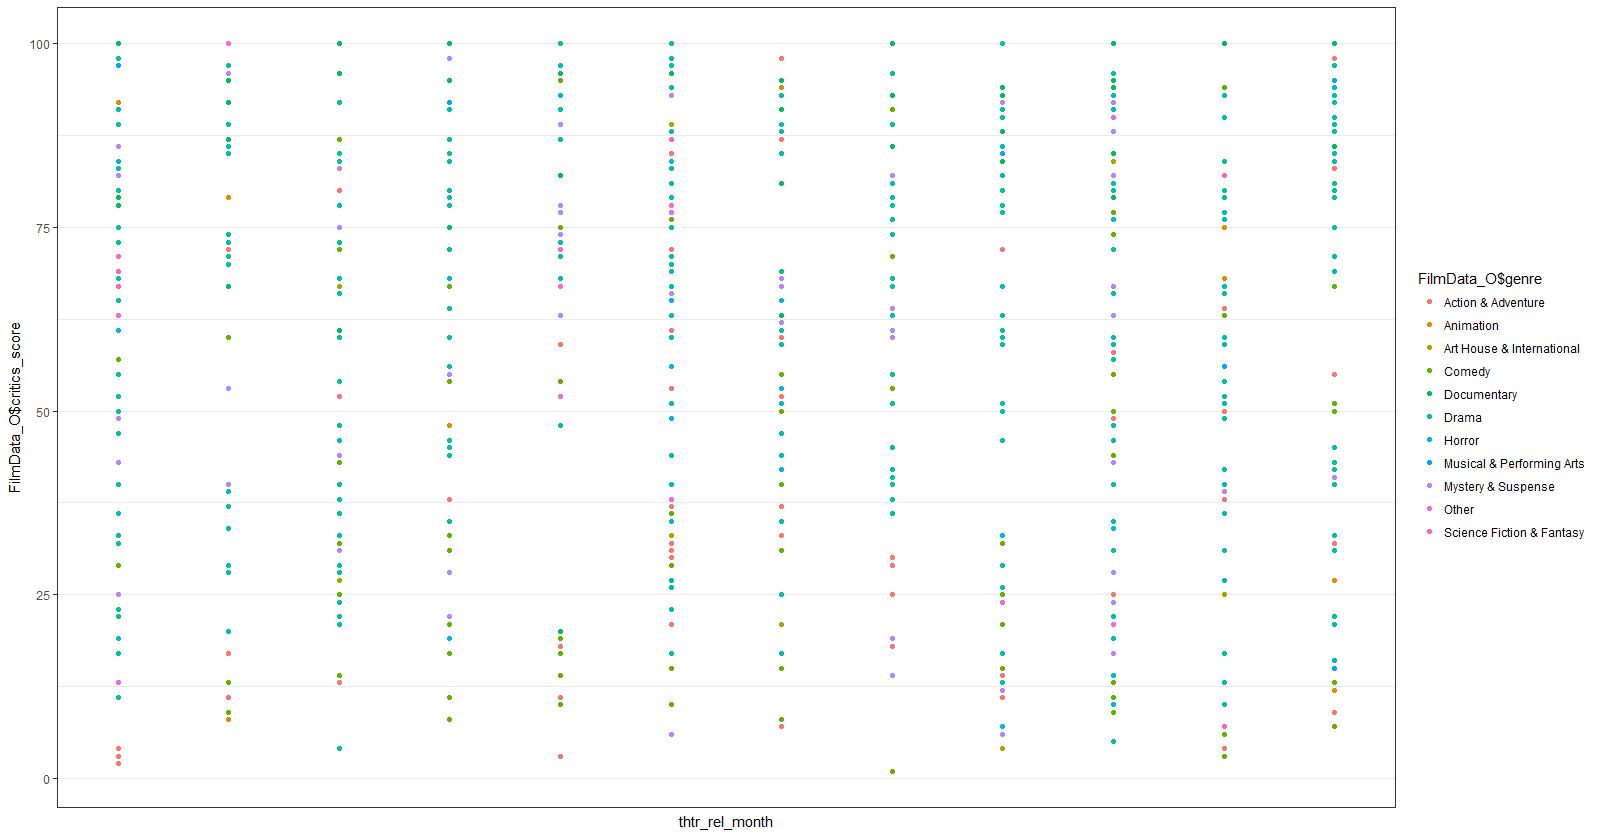 100
75
50
25
0
FilmData_O$critics_score
thtr_rel_month
FilmData_O$genre
Action & Adventure
Animation
Art House & International
Comedy
Documentary
Drama
Horror
Musical & Performing Arts
Mystery & Suspense
Other
Science Fiction & Fantasy